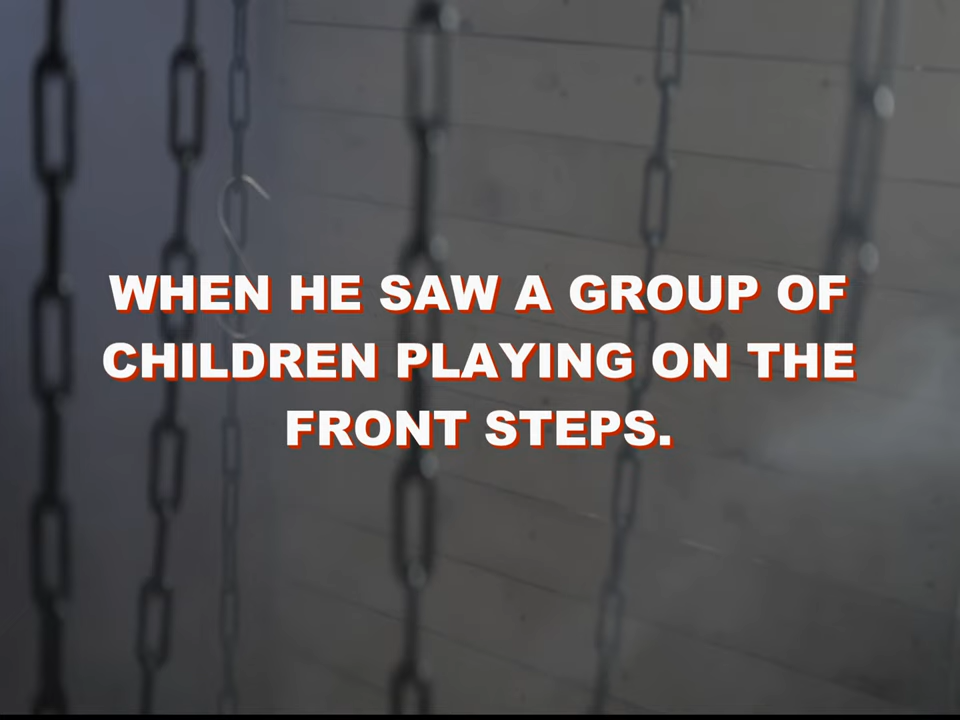 WHEN HE SAW A GROUP OF
CHILDREN PLAYING ON THE
FRONT STEPS.